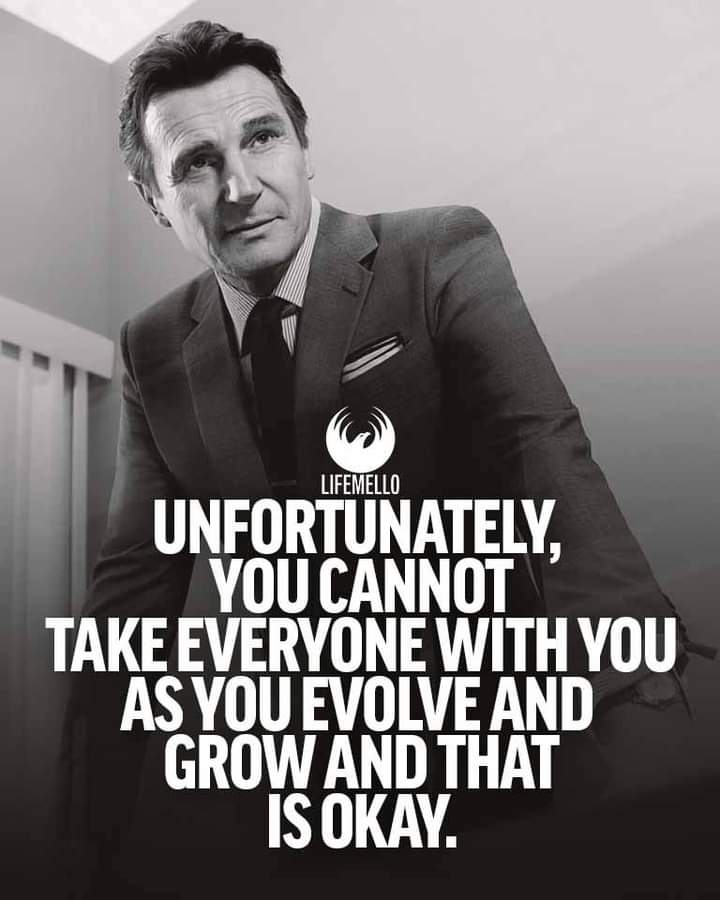 LIFEMELLO
UNFORTUNATELY,
YOU CANNOT
TAKE EVERYONE WITH YOU
AS YOU EVOLVE AND
GROW AND THAT
IS OKAY.